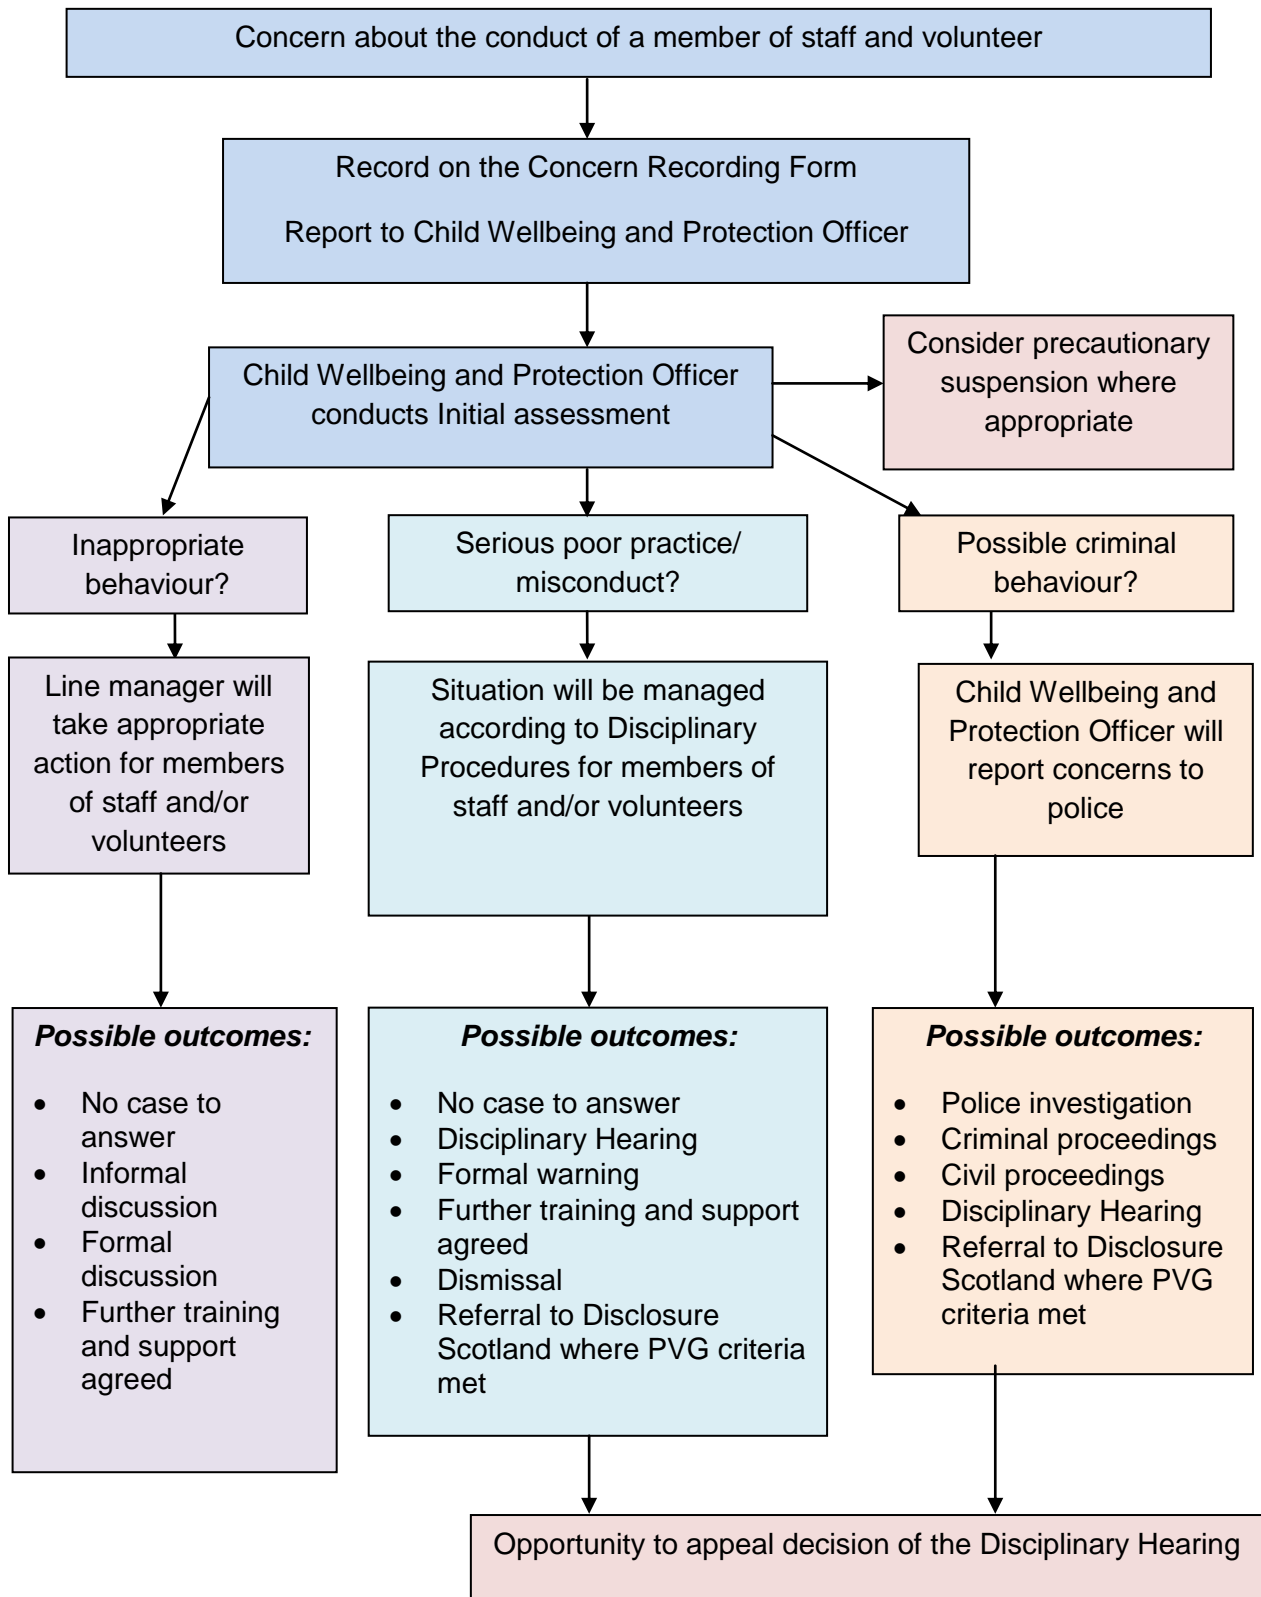 Concern about the conduct of a member of staff and volunteer
Record on the Concern Recording Form
Report to Child Wellbeing and Protection Officer
Child Wellbeing and Protection Officer
conducts Initial assessment
Consider precautionary
suspension where
appropriate
Inappropriate
behaviour?
Serious poor practice/
misconduct?
Possible criminal
behaviour?
Line manager will
take appropriate
action for members
of staff and/or
volunteers
Situation will be managed
according to Disciplinary
Procedures for members of
staff and/or volunteers
Child Wellbeing and
Protection Officer will
report concerns to
police
Possible outcomes:
• No case to
answer
• Informal
discussion
• Formal
discussion
• Further training
and support
agreed
Possible outcomes:
• No case to answer
• Disciplinary Hearing
• Formal warning
• Further training and support
agreed
• Dismissal
• Referral to Disclosure
Scotland where PVG criteria
met
Possible outcomes:
• Police investigation
• Criminal proceedings
• Civil proceedings
• Disciplinary Hearing
• Referral to Disclosure
Scotland where PVG
criteria met
Opportunity to appeal decision of the Disciplinary Hearing